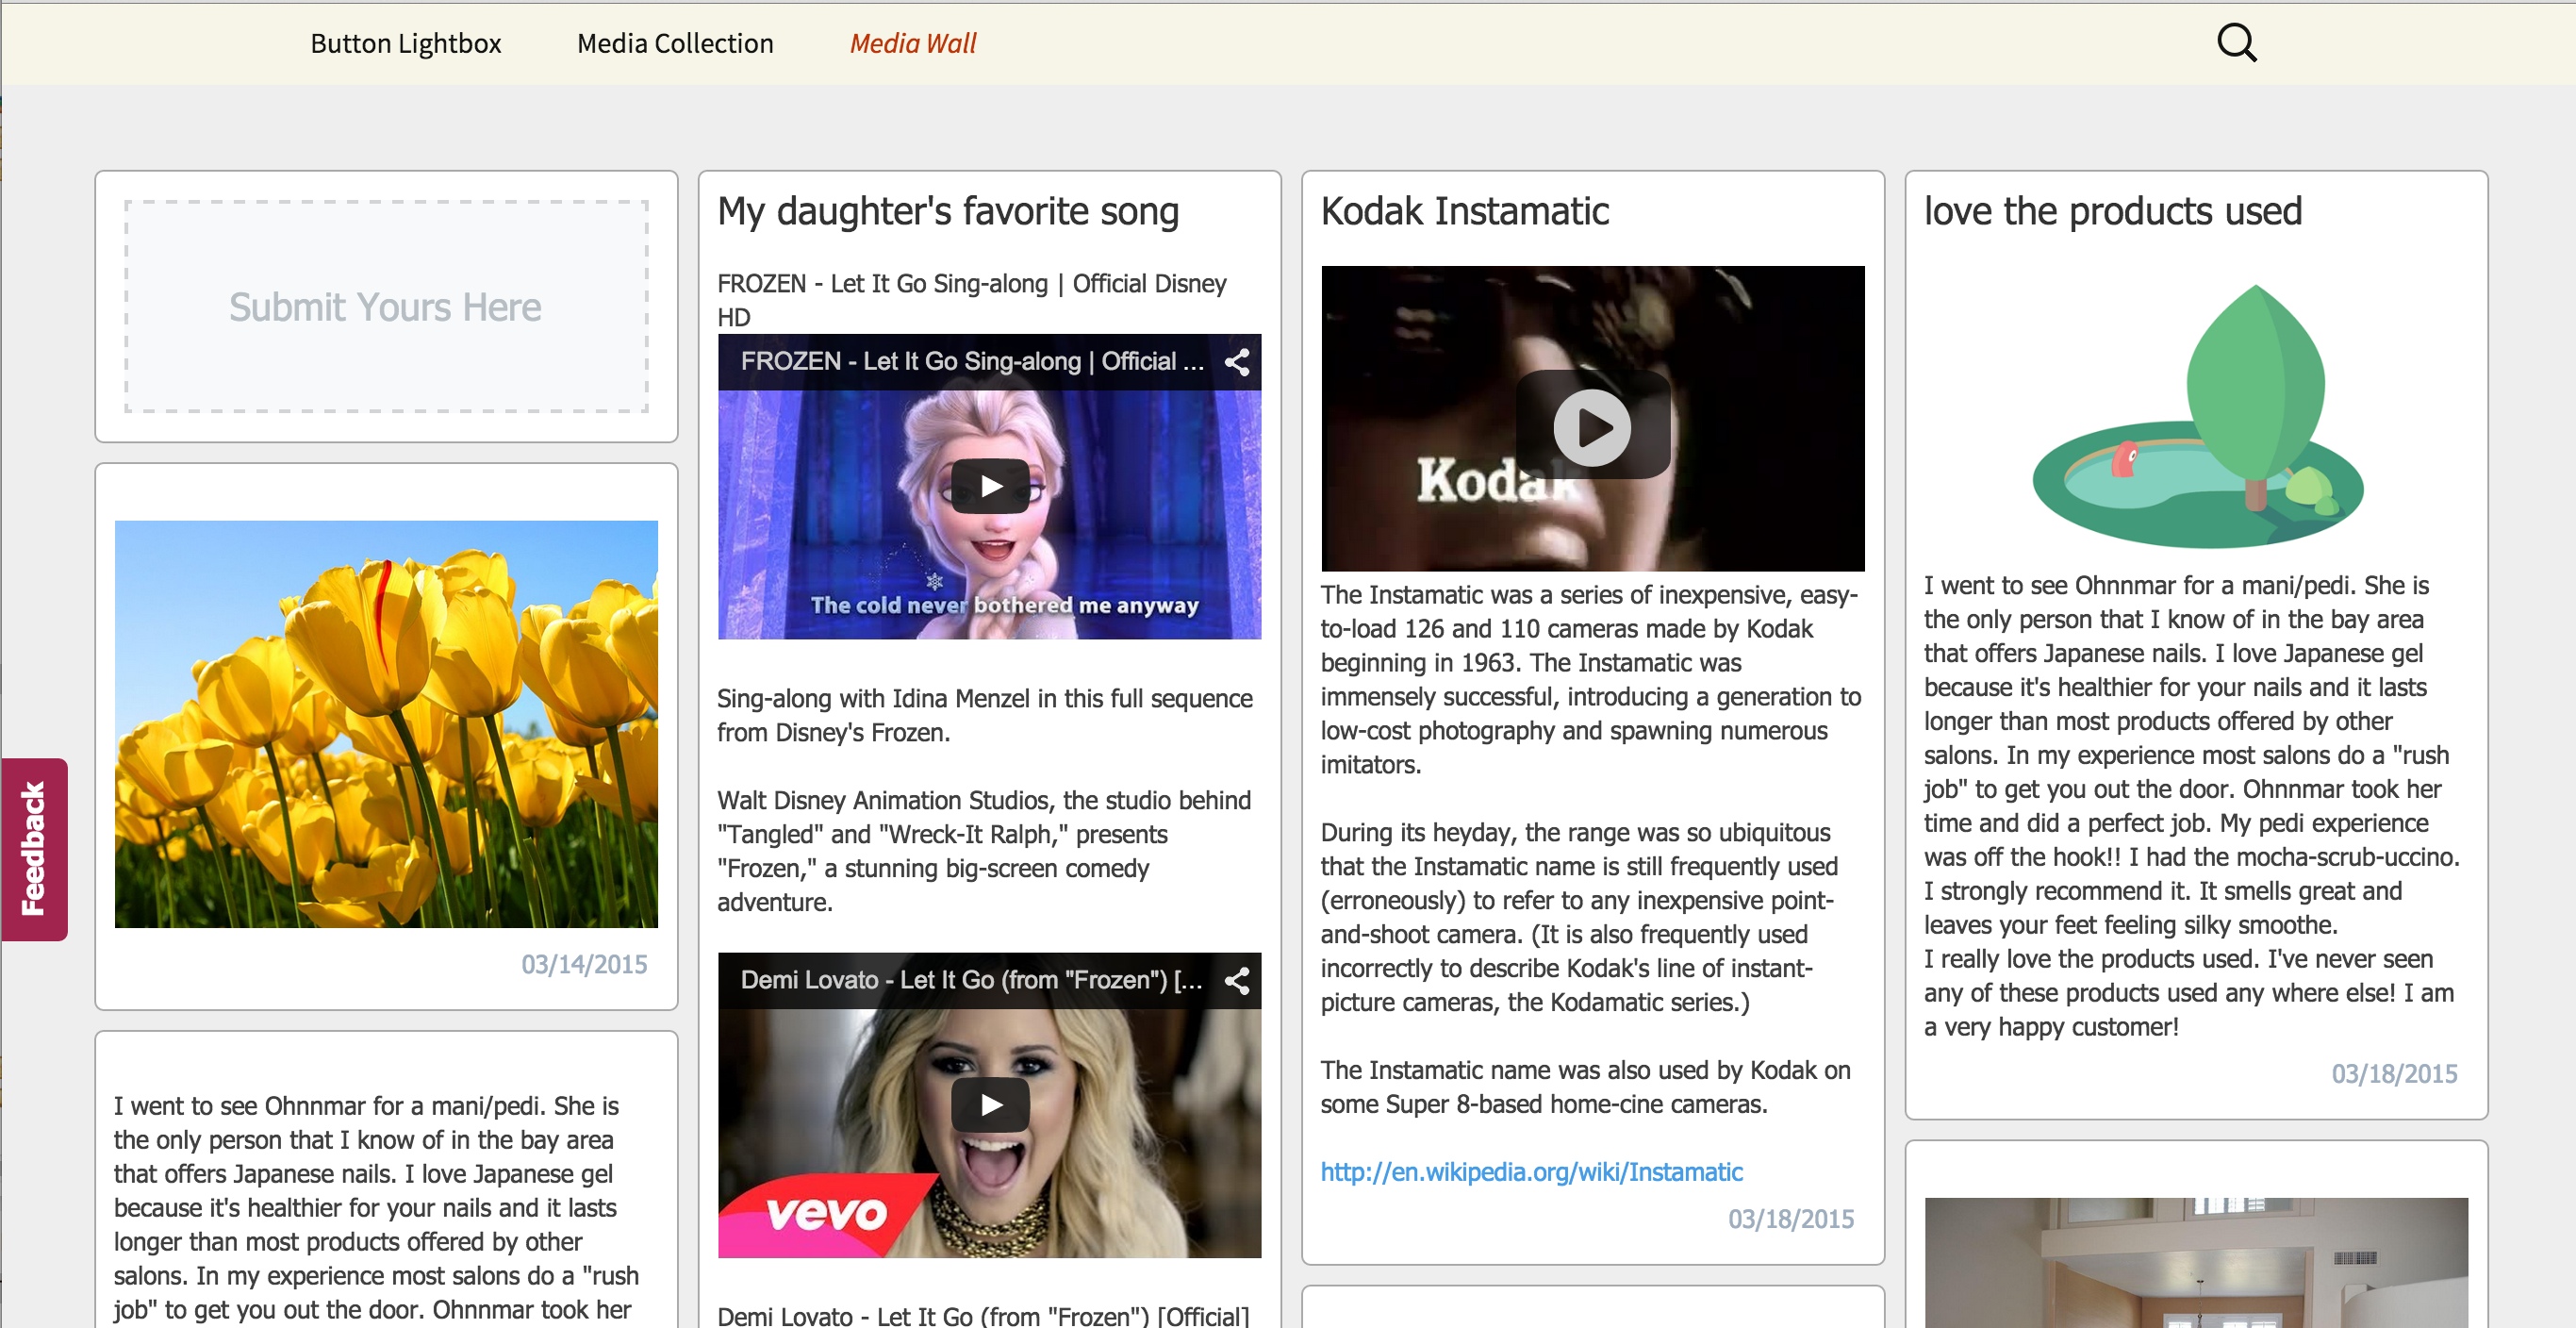 Button Lightbox
Media Collection
Media Wall
Submit Yours Here
03/14/2015
I went to see Ohnnmar for a mani/pedi. She is
the only person that I know of in the bay area
that offers Japanese nails. I love Japanese gel
because it's healthier for your nails and it lasts
longer than most products offered by other
salons. In my experience most salons do a "rush
job" to get you out the door. Ohnnmar took her
My daughter's favorite song
FROZEN - Let It Go Sing-along | Official Disney
HD
FROZEN - Let It Go Sing-along | Official ...
The cold never bothered me anyway
Sing-along with Idina Menzel in this full sequence
from Disney's Frozen.
Walt Disney Animation Studios, the studio behind
"Tangled" and "Wreck-It Ralph," presents
"Frozen," a stunning big-screen comedy
adventure.
Demi Lovato - Let It Go (from "Frozen") [...
vevo
Demi Lovato - Let It Go (from "Frozen") [Official]
Kodak Instamatic
Kodak
The Instamatic was a series of inexpensive, easy-
to-load 126 and 110 cameras made by Kodak
beginning in 1963. The Instamatic was
immensely successful, introducing a generation to
low-cost photography and spawning numerous
imitators.
During its heyday, the range was so ubiquitous
that the Instamatic name is still frequently used
(erroneously) to refer to any inexpensive point-
and-shoot camera. (It is also frequently used
incorrectly to describe Kodak's line of instant-
picture cameras, the Kodamatic series.)
The Instamatic name was also used by Kodak on
some Super 8-based home-cine cameras.
http://en.wikipedia.org/wiki/Instamatic
03/18/2015
love the products used
I went to see Ohnnmar for a mani/pedi. She is
the only person that I know of in the bay area
that offers Japanese nails. I love Japanese gel
because it's healthier for your nails and it lasts
longer than most products offered by other
salons. In my experience most salons do a "rush
job" to get you out the door. Ohnnmar took her
time and did a perfect job. My pedi experience
was off the hook!! I had the mocha-scrub-uccino.
I strongly recommend it. It smells great and
leaves your feet feeling silky smoothe.
I really love the products used. I've never seen
any of these products used any where else! I am
a very happy customer!
03/18/2015
Feedback